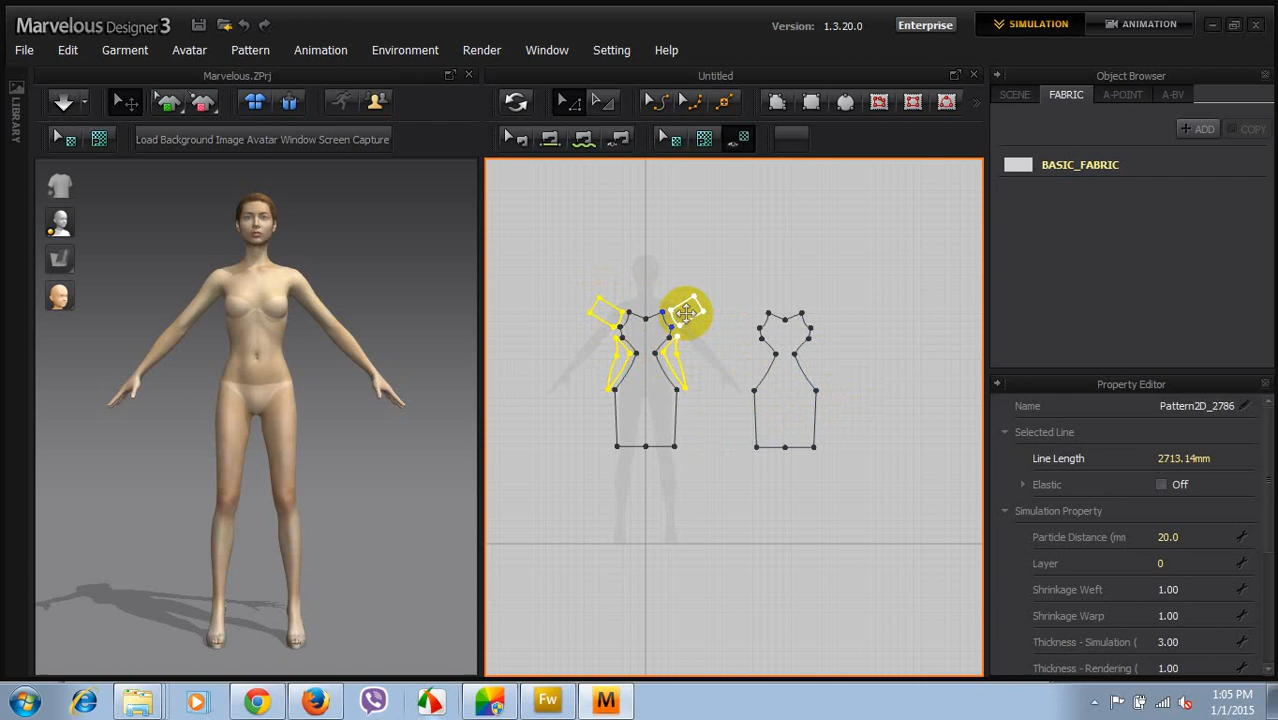 Marvelous Designer 3
Version: 1.3.20.0
Enterprise
SIMULATION
ANIMATION
File Edit Garment Avatar Pattern Animation Environment Render Window Setting Help
LIBRARY
Marvelous.ZPrj
Untitled
Object Browser
SCENE FABRIC A-POINT A-BV
+ ADD COPY
BASIC_FABRIC
Load Background Image Avatar Window Screen Capture
Property Editor
Name Pattern2D_2786
Selected Line
Line Length 2713.14mm
Elastic Off
Simulation Property
Particle Distance (mn 20.0
Layer 0
Shrinkage Weft 1.00
Shrinkage Warp 1.00
Thickness - Simulation ( 3.00
Thickness - Rendering ( 1.00
Fw
M
1:05 PM
1/1/2015